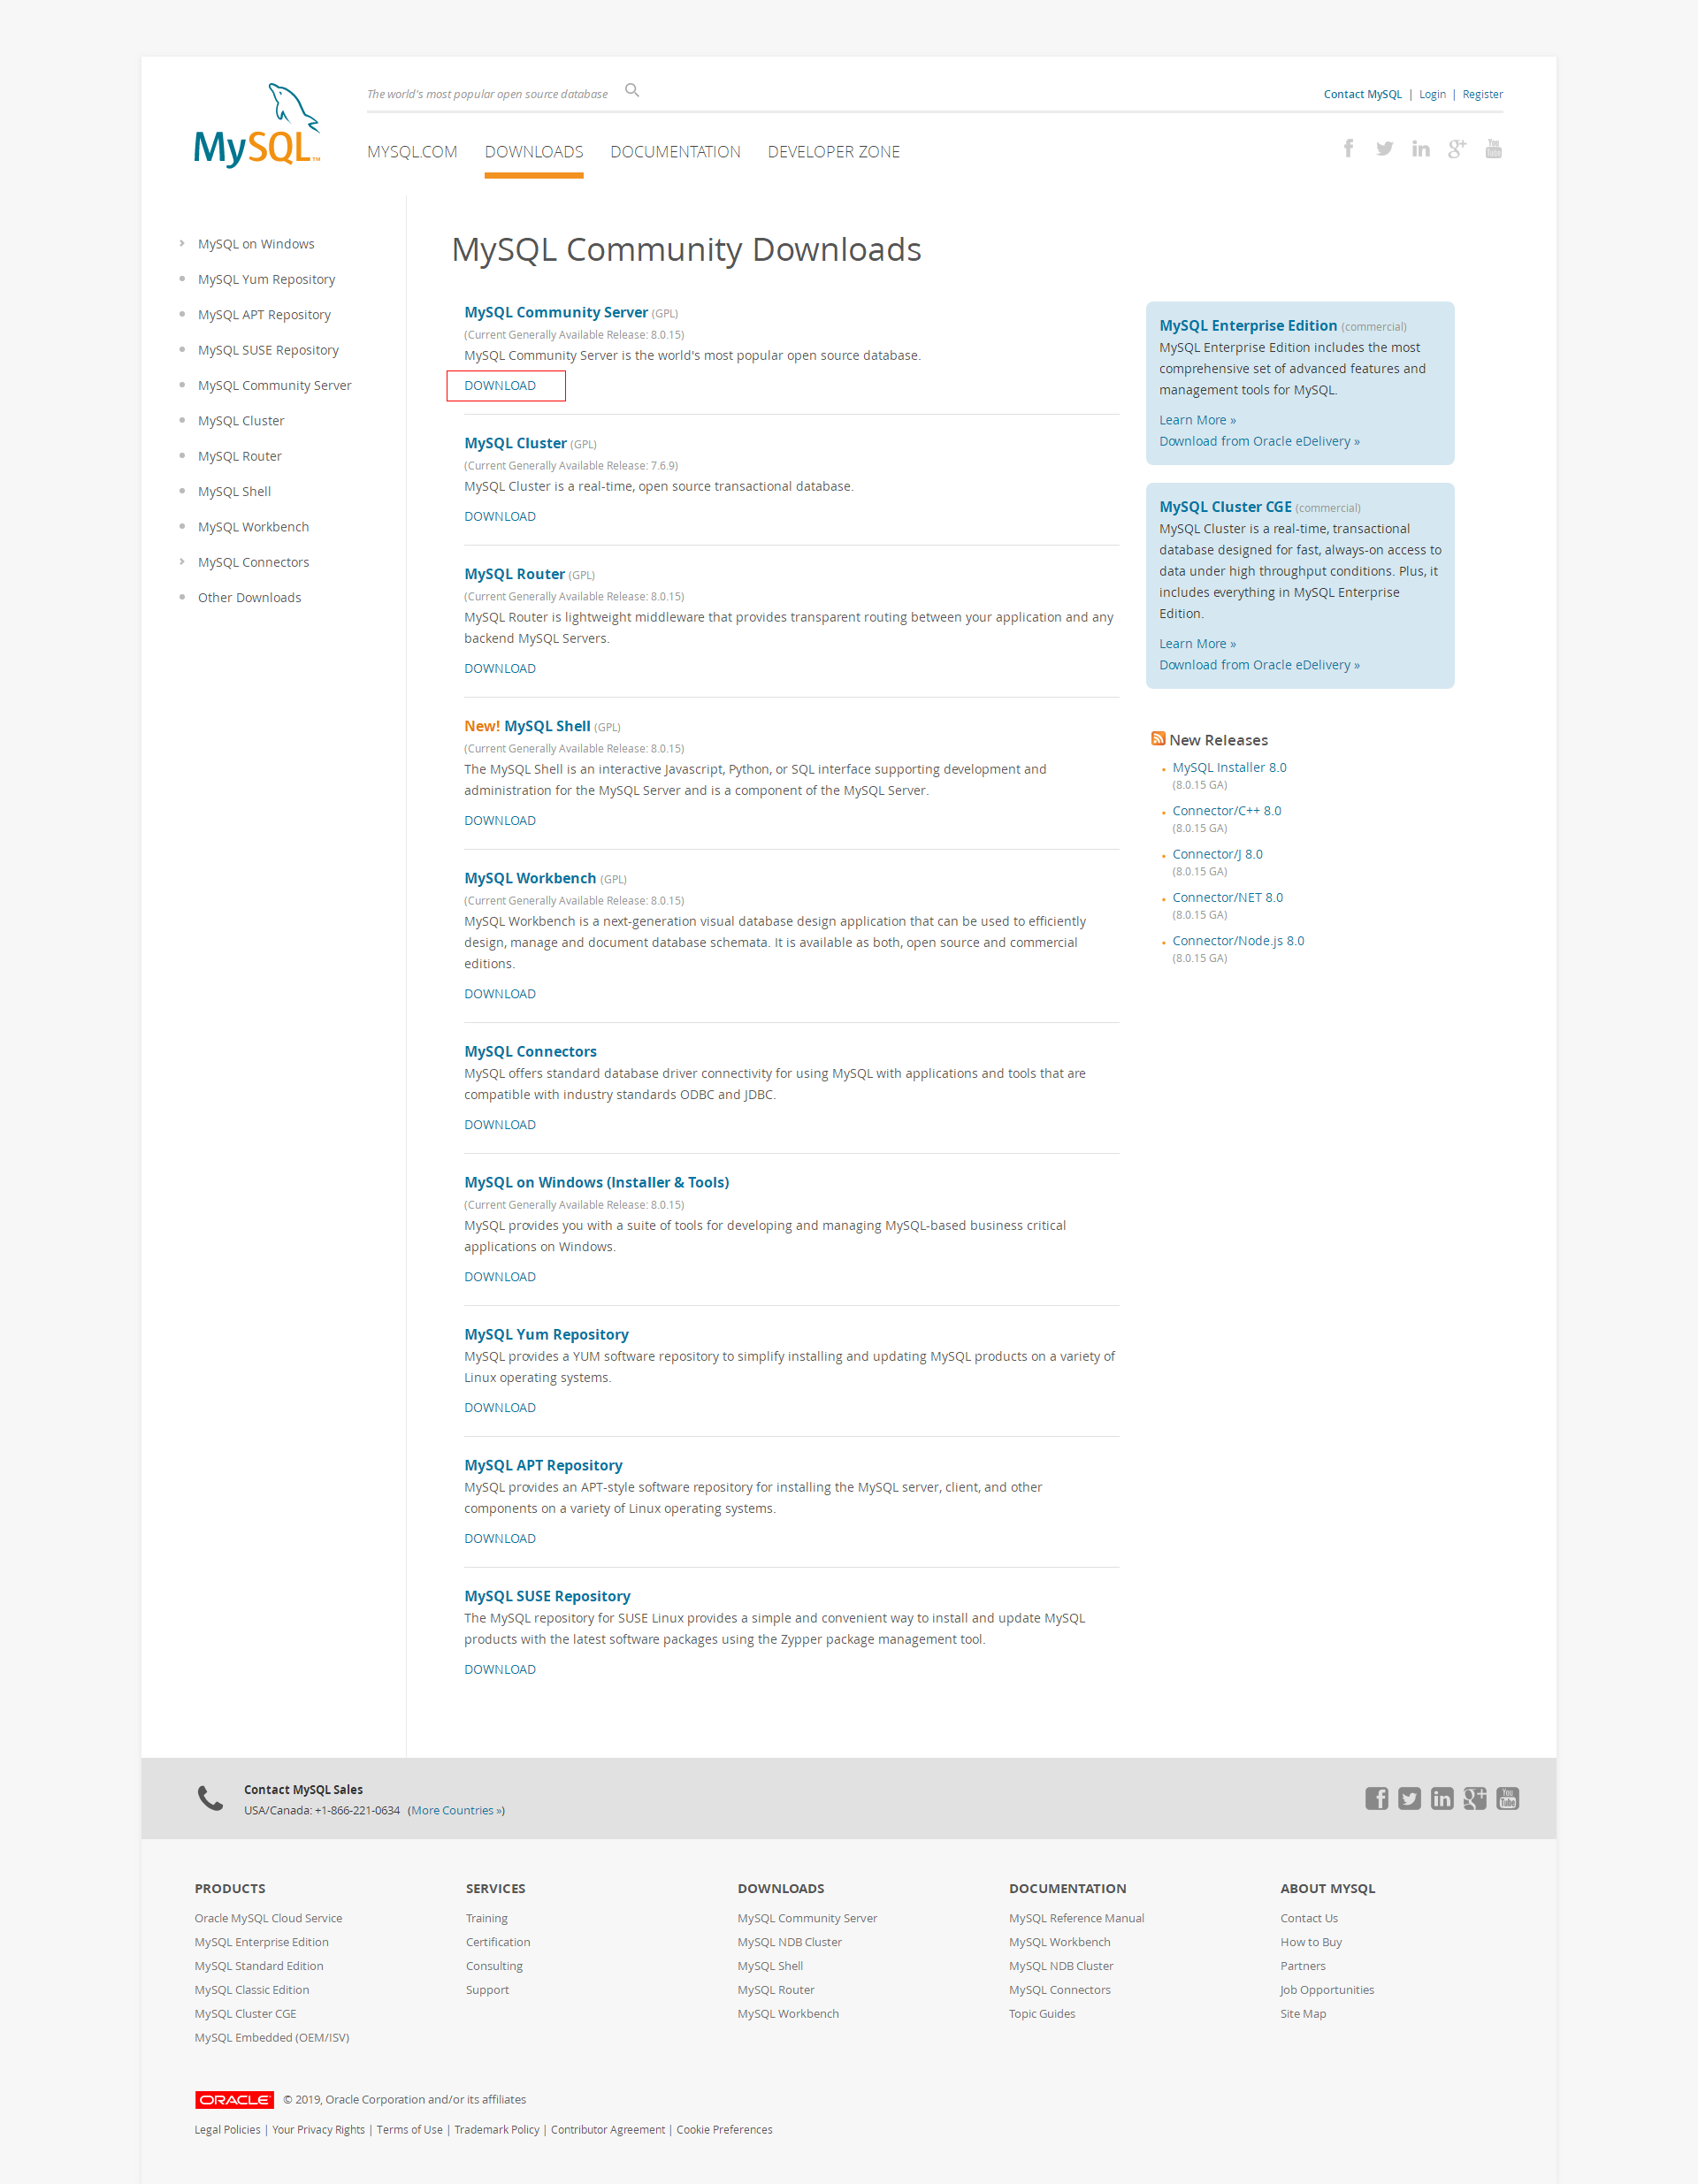 MySQL™
The world's most popular open source database
Contact MySQL | Login | Register
MYSQL.COM DOWNLOADS DOCUMENTATION DEVELOPER ZONE
MySQL on Windows
MySQL Yum Repository
MySQL APT Repository
MySQL SUSE Repository
MySQL Community Server
MySQL Cluster
MySQL Router
MySQL Shell
MySQL Workbench
MySQL Connectors
Other Downloads
MySQL Community Downloads
MySQL Community Server (GPL)
(Current Generally Available Release: 8.0.15)
MySQL Community Server is the world's most popular open source database.
DOWNLOAD
MySQL Cluster (GPL)
(Current Generally Available Release: 7.6.9)
MySQL Cluster is a real-time, open source transactional database.
DOWNLOAD
MySQL Router (GPL)
(Current Generally Available Release: 8.0.15)
MySQL Router is lightweight middleware that provides transparent routing between your application and any
backend MySQL Servers.
DOWNLOAD
New! MySQL Shell (GPL)
(Current Generally Available Release: 8.0.15)
The MySQL Shell is an interactive Javascript, Python, or SQL interface supporting development and
administration for the MySQL Server and is a component of the MySQL Server.
DOWNLOAD
MySQL Workbench (GPL)
(Current Generally Available Release: 8.0.15)
MySQL Workbench is a next-generation visual database design application that can be used to efficiently
design, manage and document database schemata. It is available as both, open source and commercial
editions.
DOWNLOAD
MySQL Connectors
MySQL offers standard database driver connectivity for using MySQL with applications and tools that are
compatible with industry standards ODBC and JDBC.
DOWNLOAD
MySQL on Windows (Installer & Tools)
(Current Generally Available Release: 8.0.15)
MySQL provides you with a suite of tools for developing and managing MySQL-based business critical
applications on Windows.
DOWNLOAD
MySQL Yum Repository
MySQL provides a YUM software repository to simplify installing and updating MySQL products on a variety of
Linux operating systems.
DOWNLOAD
MySQL APT Repository
MySQL provides an APT-style software repository for installing the MySQL server, client, and other
components on a variety of Linux operating systems.
DOWNLOAD
MySQL SUSE Repository
The MySQL repository for SUSE Linux provides a simple and convenient way to install and update MySQL
products with the latest software packages using the Zypper package management tool.
DOWNLOAD
MySQL Enterprise Edition (commercial)
MySQL Enterprise Edition includes the most
comprehensive set of advanced features and
management tools for MySQL.
Learn More »
Download from Oracle eDelivery »
MySQL Cluster CGE (commercial)
MySQL Cluster is a real-time, transactional
database designed for fast, always-on access to
data under high throughput conditions. Plus, it
includes everything in MySQL Enterprise
Edition.
Learn More »
Download from Oracle eDelivery »
New Releases
MySQL Installer 8.0
(8.0.15 GA)
Connector/C++ 8.0
(8.0.15 GA)
Connector/J 8.0
(8.0.15 GA)
Connector/NET 8.0
(8.0.15 GA)
Connector/Node.js 8.0
(8.0.15 GA)
Contact MySQL Sales
USA/Canada: +1-866-221-0634 (More Countries »)
PRODUCTS
Oracle MySQL Cloud Service
MySQL Enterprise Edition
MySQL Standard Edition
MySQL Classic Edition
MySQL Cluster CGE
MySQL Embedded (OEM/ISV)
SERVICES
Training
Certification
Consulting
Support
DOWNLOADS
MySQL Community Server
MySQL NDB Cluster
MySQL Shell
MySQL Router
MySQL Workbench
DOCUMENTATION
MySQL Reference Manual
MySQL Workbench
MySQL NDB Cluster
MySQL Connectors
Topic Guides
ABOUT MYSQL
Contact Us
How to Buy
Partners
Job Opportunities
Site Map
ORACLE © 2019, Oracle Corporation and/or its affiliates
Legal Policies | Your Privacy Rights | Terms of Use | Trademark Policy | Contributor Agreement | Cookie Preferences